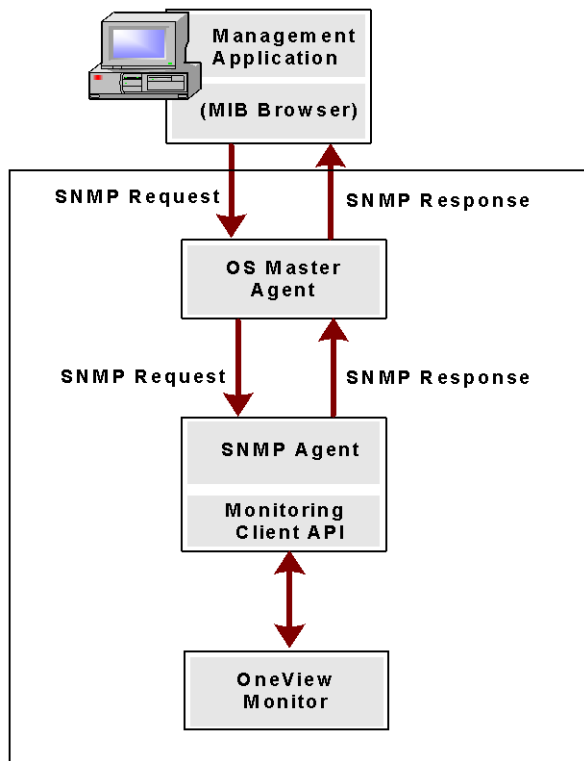 Management
Application
(MIB Browser)
SNMP Request
SNMP Response
OS Master
Agent
SNMP Request
SNMP Response
SNMP Agent
Monitoring
Client API
OneView
Monitor